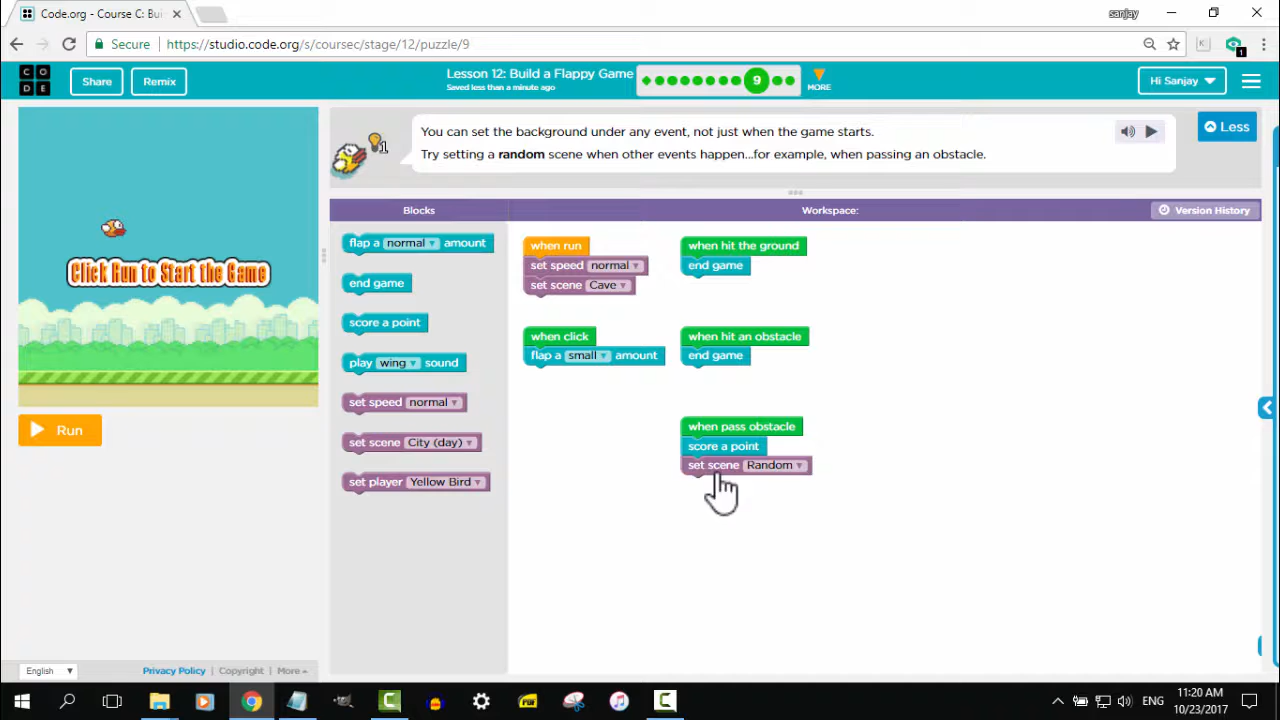 Code.org - Course C: Bui
sanjay
Secure
https://studio.code.org/s/coursec/stage/12/puzzle/9
1
CO
DE
Share
Remix
Lesson 12: Build a Flappy Game
Saved less than a minute ago
9
MORE
Hi Sanjay
1
You can set the background under any event, not just when the game starts.
Try setting a random scene when other events happen...for example, when passing an obstacle.
Less
Blocks
Workspace:
Version History
Click Run to Start the Game
Run
flap a normal amount
end game
score a point
play wing sound
set speed normal
set scene City (day)
set player Yellow Bird
when run
set speed normal
set scene Cave
when hit the ground
end game
when click
flap a small amount
when hit an obstacle
end game
when pass obstacle
score a point
set scene Random
English
Privacy Policy
Copyright
More
ENG
11:20 AM
10/23/2017